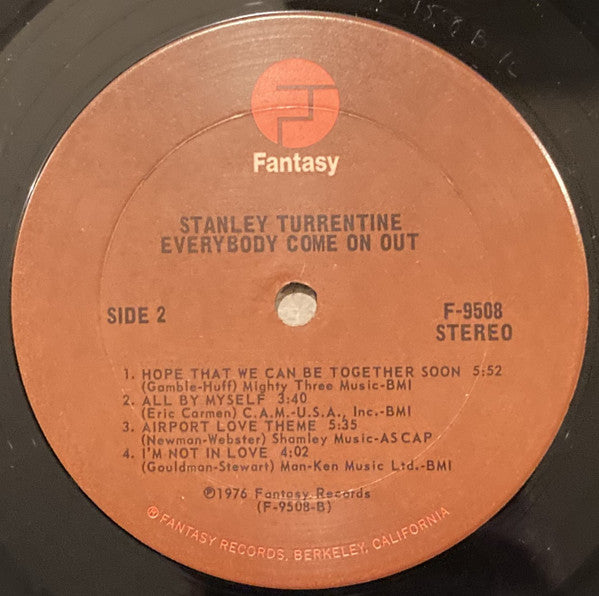 Fantasy
STANLEY TURRENTINE
EVERYBODY COME ON OUT
SIDE 2
F-9508
STEREO
1. HOPE THAT WE CAN BE TOGETHER SOON 5:52
(Gamble-Huff) Mighty Three Music-BMI
2. ALL BY MYSELF 3:40
(Eric Carmen) C.A.M.-U.S.A., Inc.-BMI
3. AIRPORT LOVE THEME 5:35
(Newman-Webster) Shamley Music-ASCAP
4. I'M NOT IN LOVE 4:02
(Gouldman-Stewart) Man-Ken Music Ltd.-BMI
Ⓟ1976 Fantasy Records
(F-9508-B)
®FANTASY RECORDS, BERKELEY, CALIFORNIA